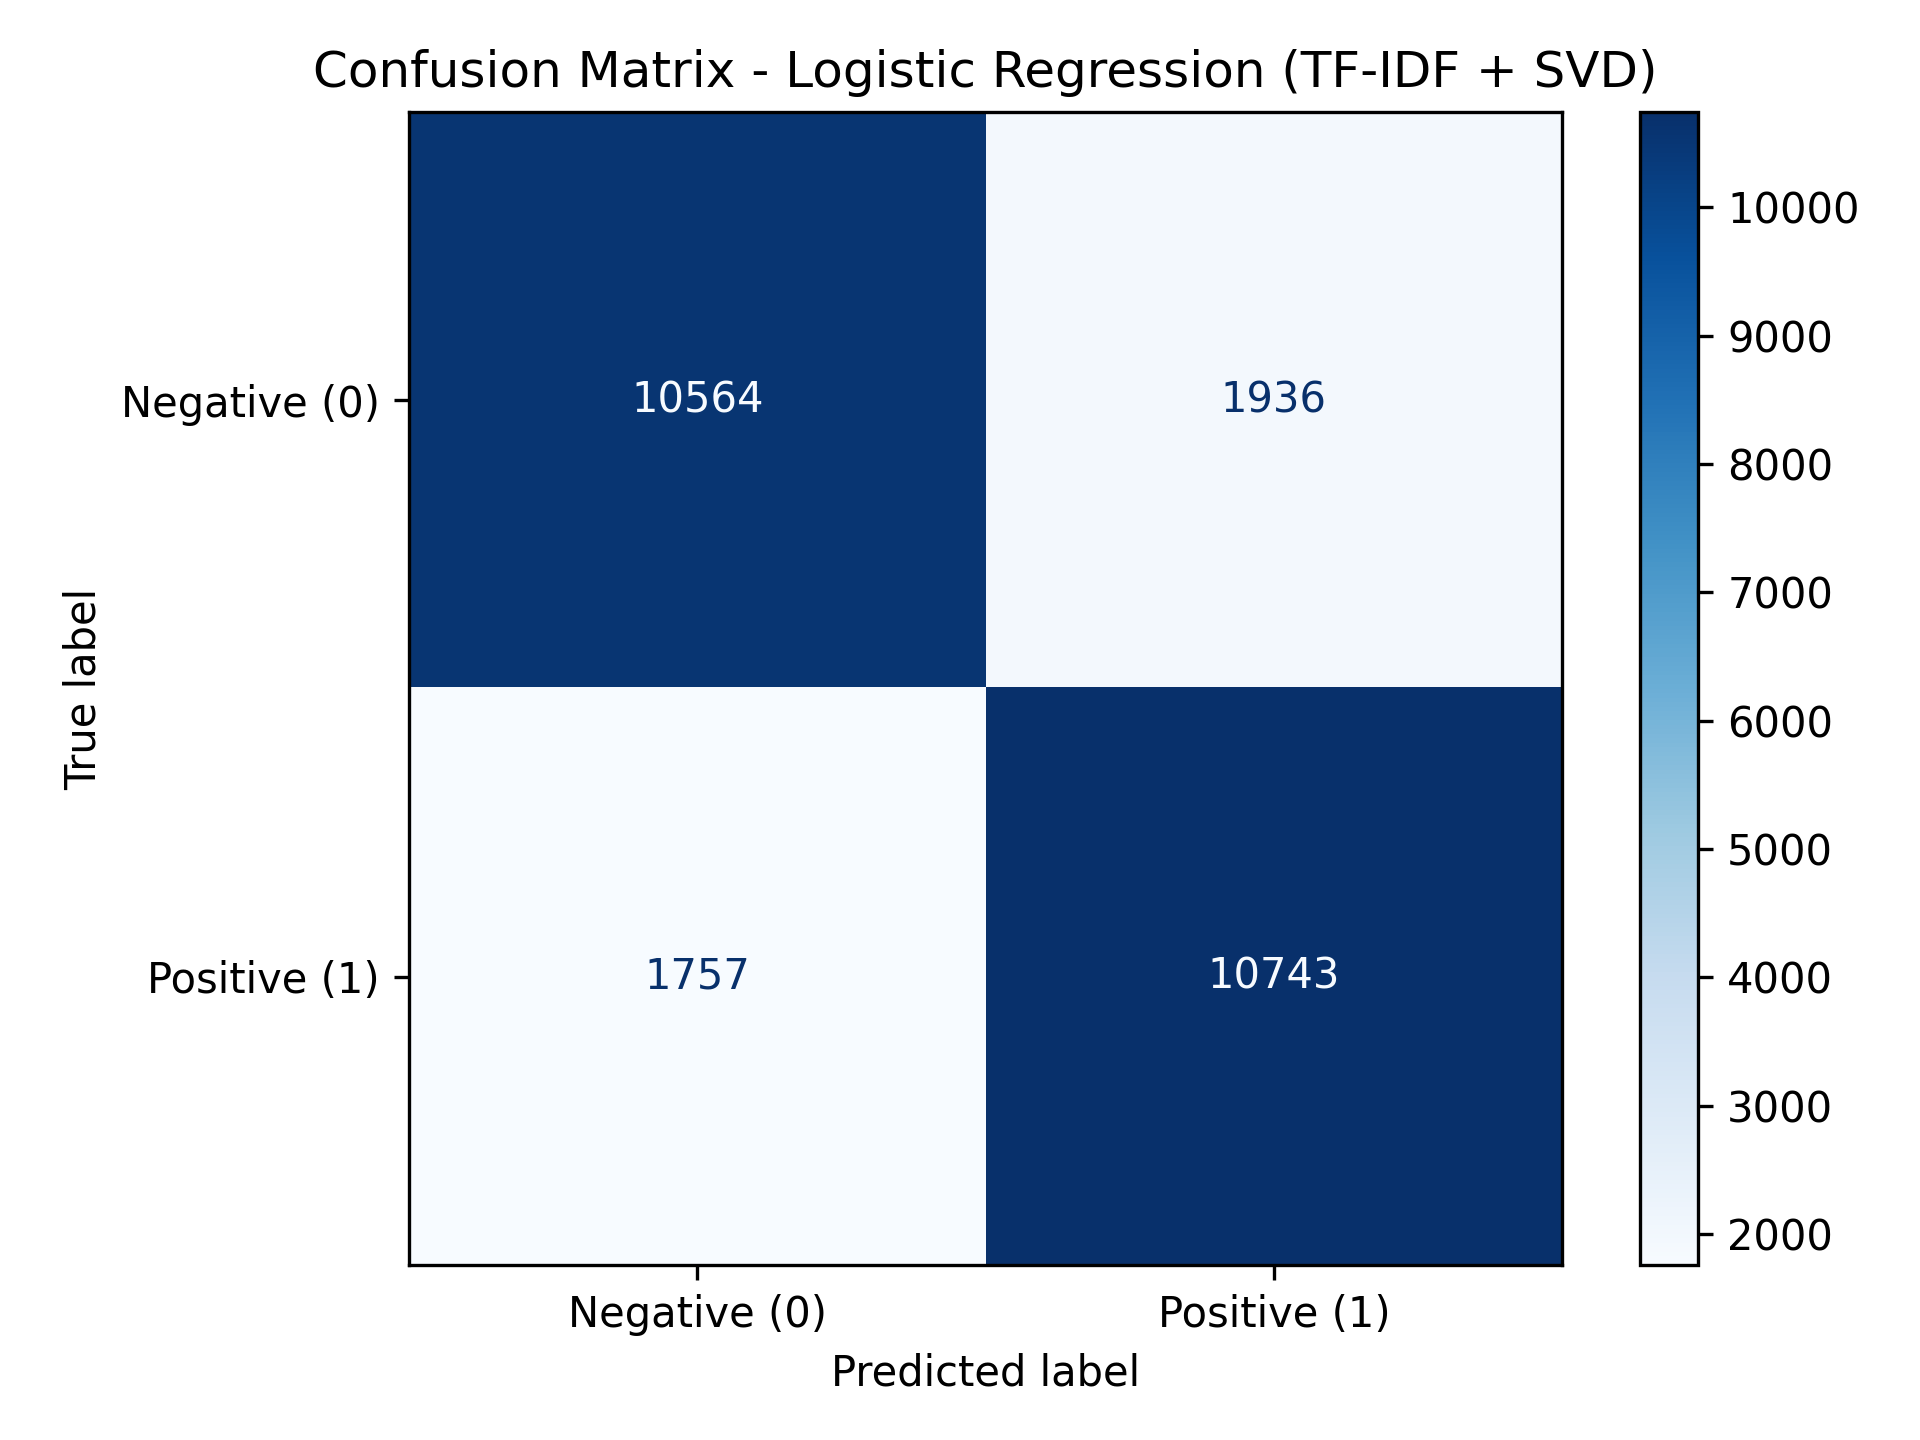 Confusion Matrix - Logistic Regression (TF-IDF + SVD)
True label
Negative (0)
Positive (1)
10564
1936
1757
10743
Negative (0)
Positive (1)
Predicted label
10000
9000
8000
7000
6000
5000
4000
3000
2000